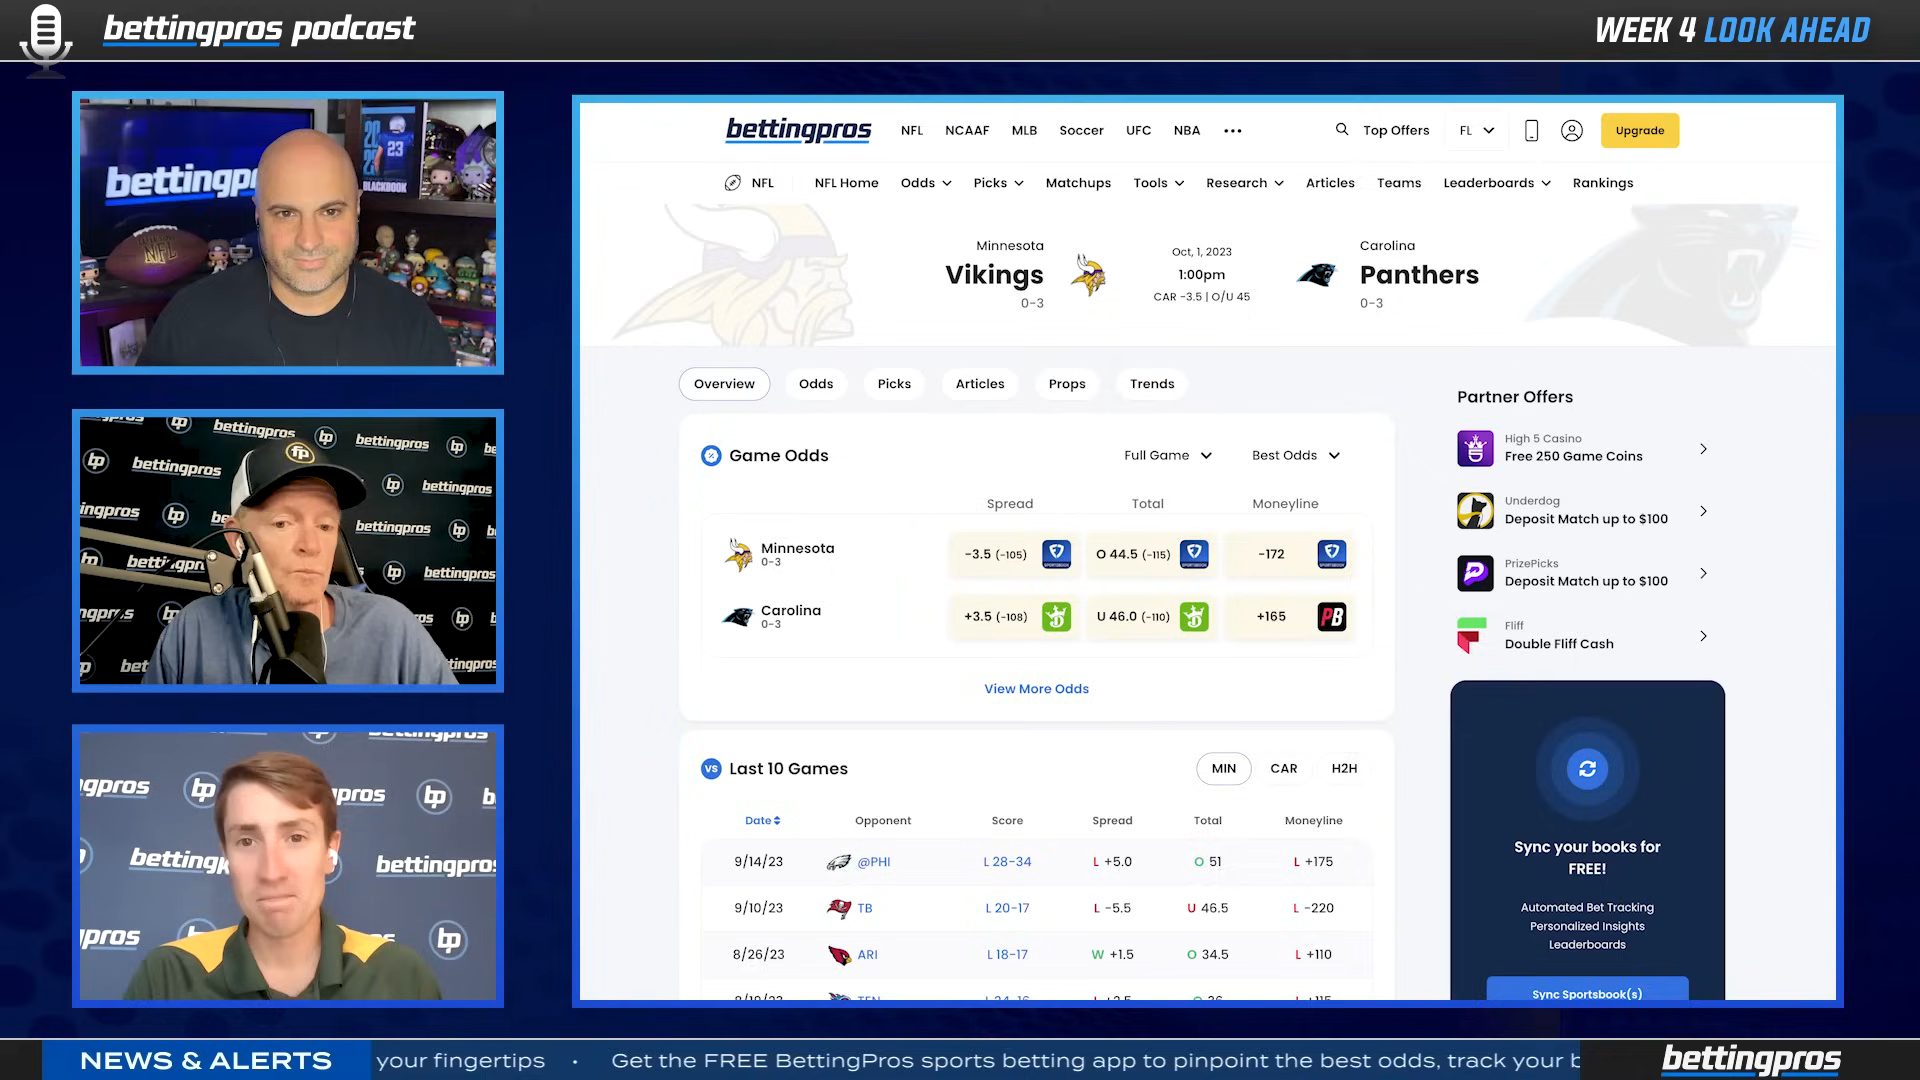 bettingpros podcast
WEEK 4 LOOK AHEAD
bettingpros
NFL NCAAF MLB Soccer UFC NBA
Top Offers FL Upgrade
NFL NFL Home Odds Picks Matchups Tools Research Articles Teams Leaderboards Rankings
Minnesota
Vikings
0-3
Oct, 1, 2023
1:00pm
CAR -3.5 | O/U 45
Carolina
Panthers
0-3
Overview Odds Picks Articles Props Trends
Game Odds Full Game Best Odds
Spread Total Moneyline
Minnesota
0-3
-3.5 (-105) O 44.5 (-115) -172
Carolina
0-3
+3.5 (-108) U 46.0 (-110) +165
PB
View More Odds
VS Last 10 Games MIN CAR H2H
Date Opponent Score Spread Total Moneyline
9/14/23 @PHI L 28-34 L +5.0 O 51 L +175
9/10/23 TB L 20-17 L -5.5 U 46.5 L -220
8/26/23 ARI L 18-17 W +1.5 O 34.5 L +110
Partner Offers
High 5 Casino
Free 250 Game Coins
Underdog
Deposit Match up to $100
PrizePicks
Deposit Match up to $100
Fliff
Double Fliff Cash
Sync your books for
FREE!
Automated Bet Tracking
Personalized Insights
Leaderboards
Sync Sportsbook(s)
23
BLACKBOOK
NFL
fp
bettingpros
bp
NEWS & ALERTS
your fingertips • Get the FREE BettingPros sports betting app to pinpoint the best odds, track your
bettingpros